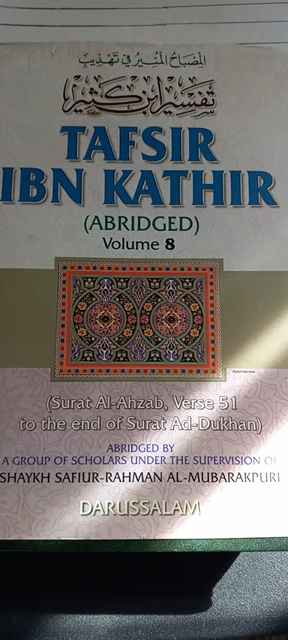 المصباح المنير في تهذيب
تفسير ابن كثير
TAFSIR
IBN KATHIR
(ABRIDGED)
Volume 8
(Surat Al-Ahzab, Verse 51
to the end of Surat Ad-Dukhan)
ABRIDGED BY
A GROUP OF SCHOLARS UNDER THE SUPERVISION OF
SHAYKH SAFIUR-RAHMAN AL-MUBARAKPURI
DARUSSALAM